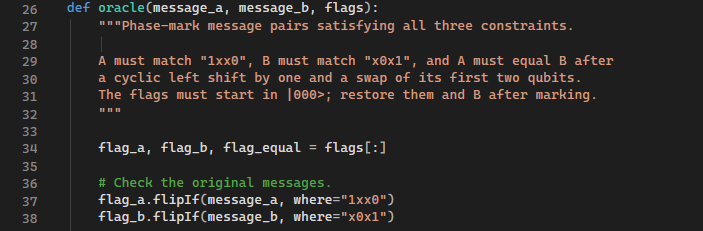 26 def oracle(message_a, message_b, flags):
27 """Phase-mark message pairs satisfying all three constraints.
28
29 A must match "1xx0", B must match "x0x1", and A must equal B after
30 a cyclic left shift by one and a swap of its first two qubits.
31 The flags must start in |000>; restore them and B after marking.
32 """
33
34 flag_a, flag_b, flag_equal = flags[:]
35
36 # Check the original messages.
37 flag_a.flipIf(message_a, where="1xx0")
38 flag_b.flipIf(message_b, where="x0x1")